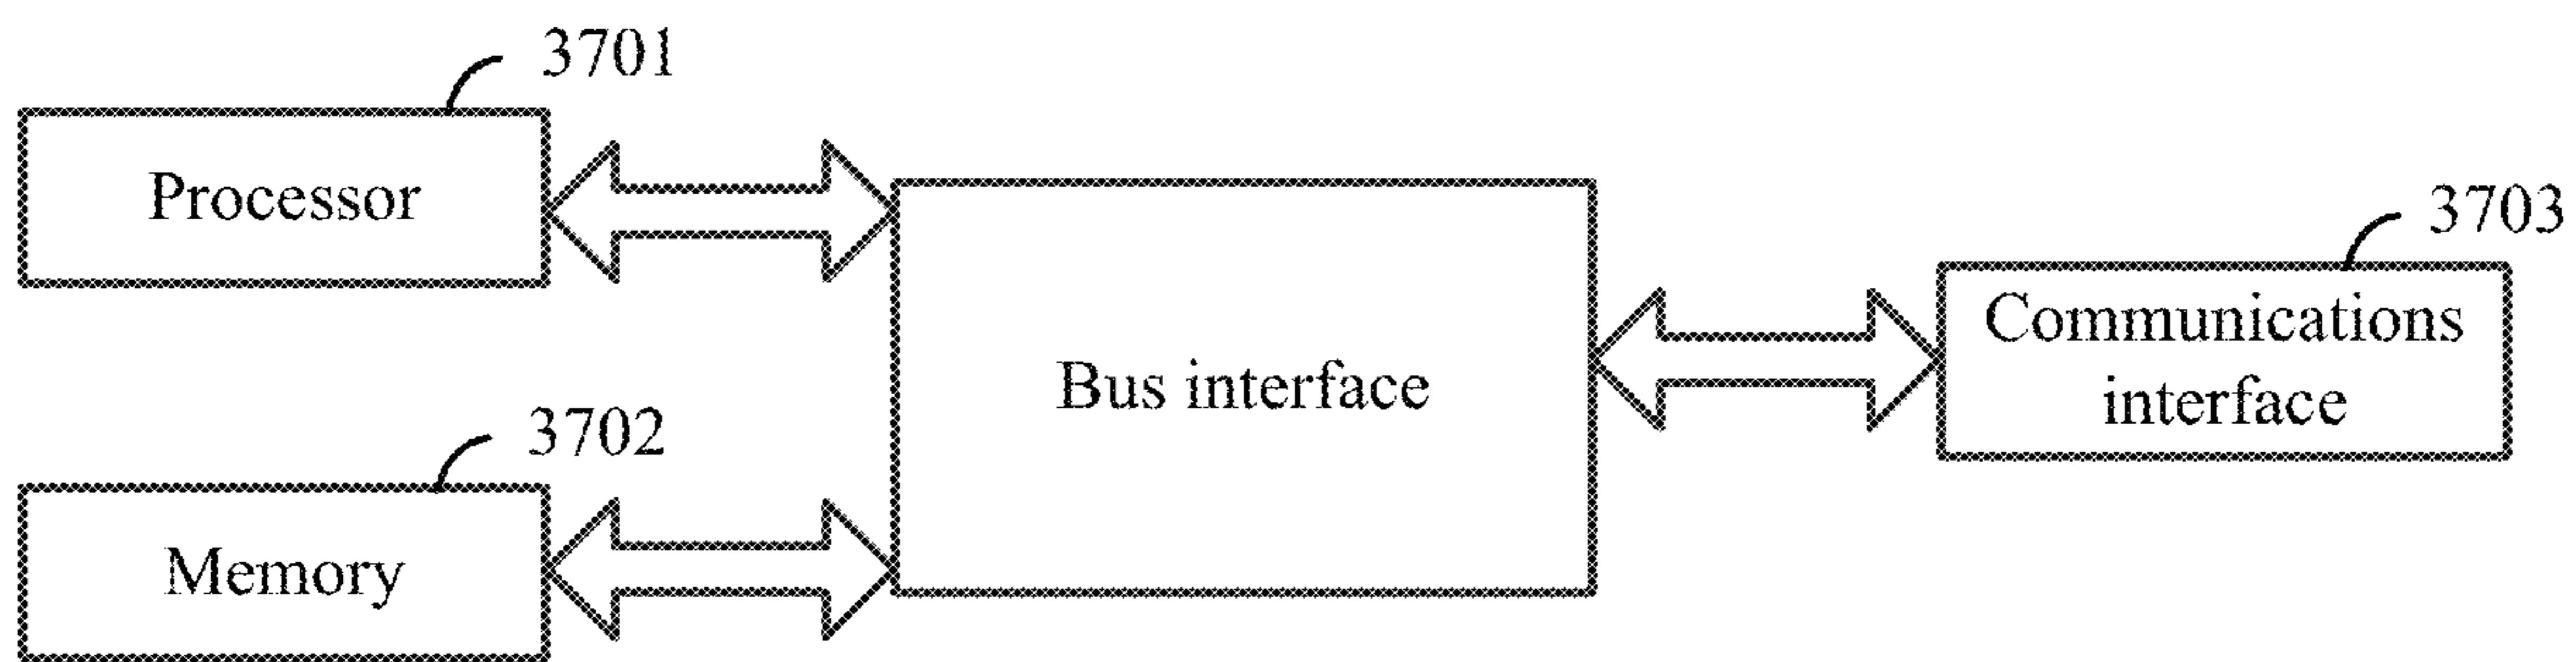 3701
Processor
3703
Communications
interface
Bus interface
3702
Memory